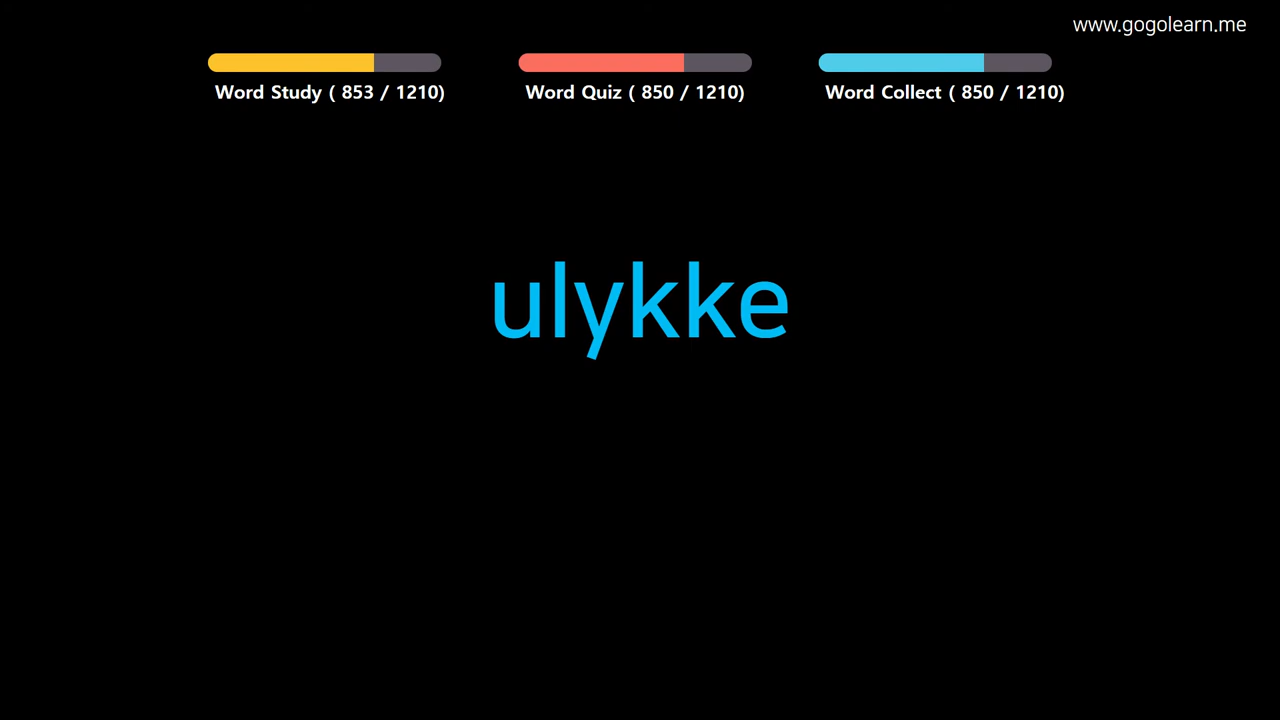 www.gogolearn.me
Word Study ( 853 / 1210)
Word Quiz ( 850 / 1210)
Word Collect ( 850 / 1210)
ulykke